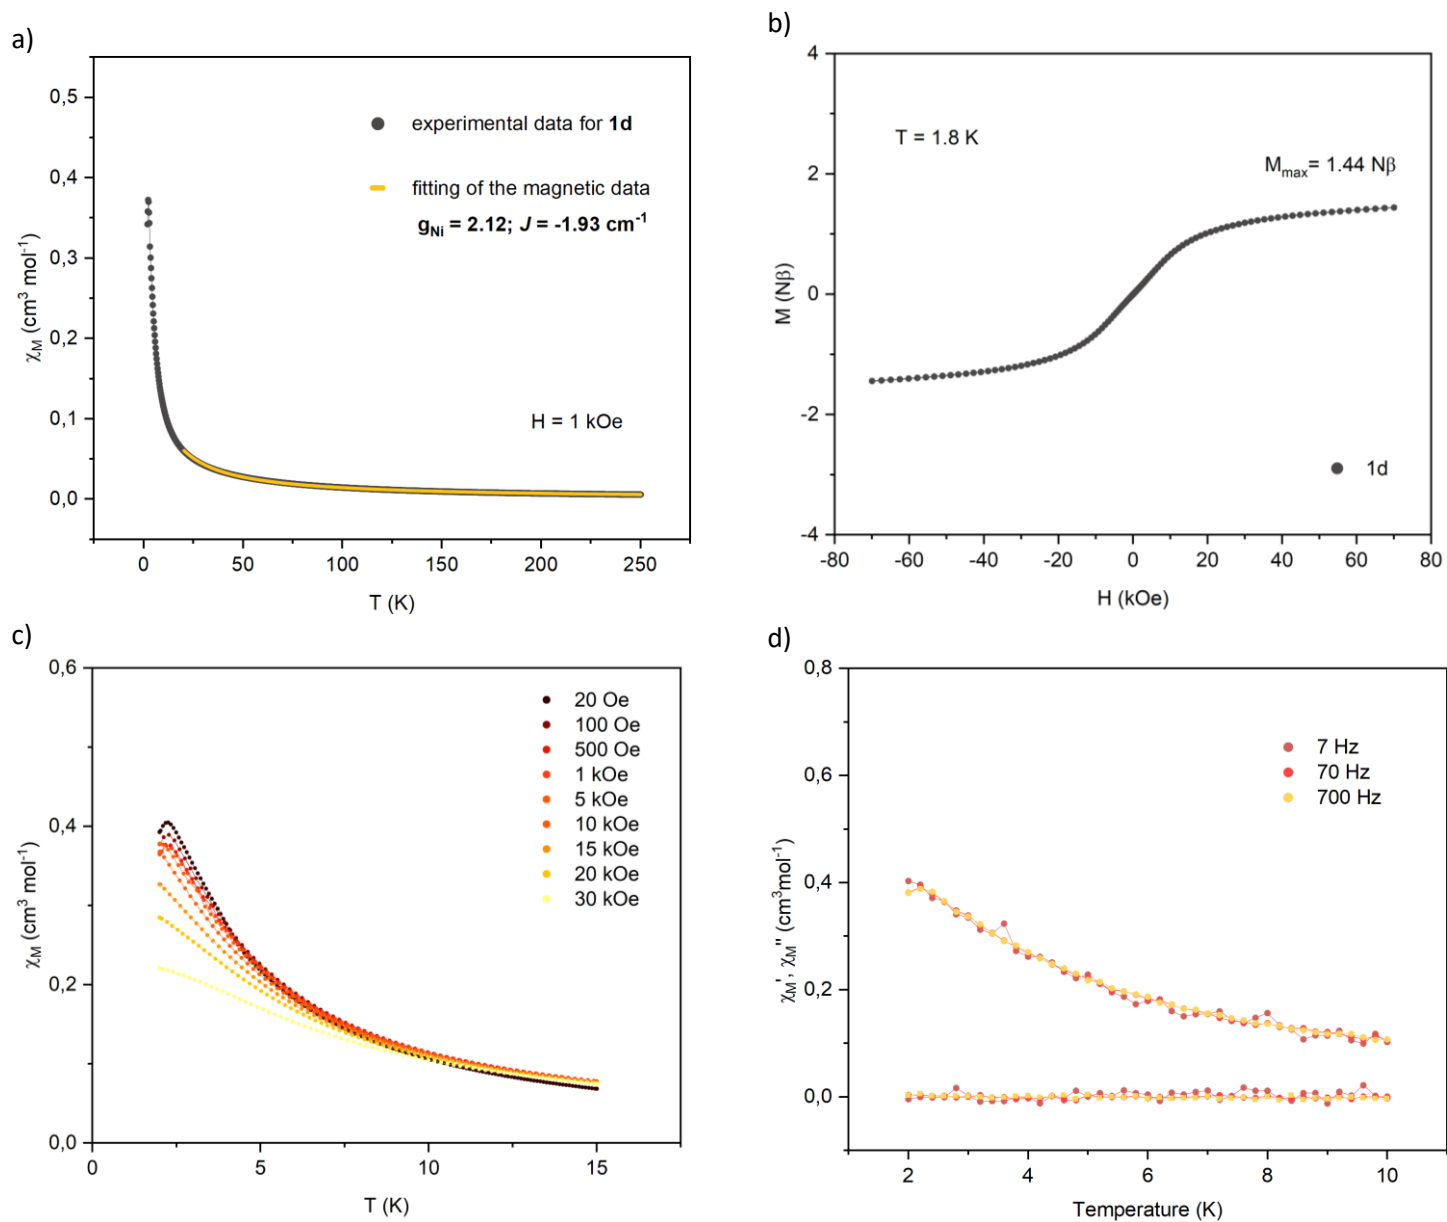 a)
0,5
0,4
0,3
0,2
0,1
0,0
χM (cm3 mol-1)
experimental data for 1d
fitting of the magnetic data
gNi = 2.12; J = -1.93 cm-1
H = 1 kOe
0 50 100 150 200 250
T (K)
b)
4
2
0
-2
-4
M (Nβ)
T = 1.8 K
Mmax= 1.44 Nβ
1d
-80 -60 -40 -20 0 20 40 60 80
H (kOe)
c)
0,6
0,4
0,2
0,0
χM (cm3 mol-1)
20 Oe
100 Oe
500 Oe
1 kOe
5 kOe
10 kOe
15 kOe
20 kOe
30 kOe
0 5 10 15
T (K)
d)
0,8
0,6
0,4
0,2
0,0
χM', χM'' (cm3mol-1)
7 Hz
70 Hz
700 Hz
2 4 6 8 10
Temperature (K)